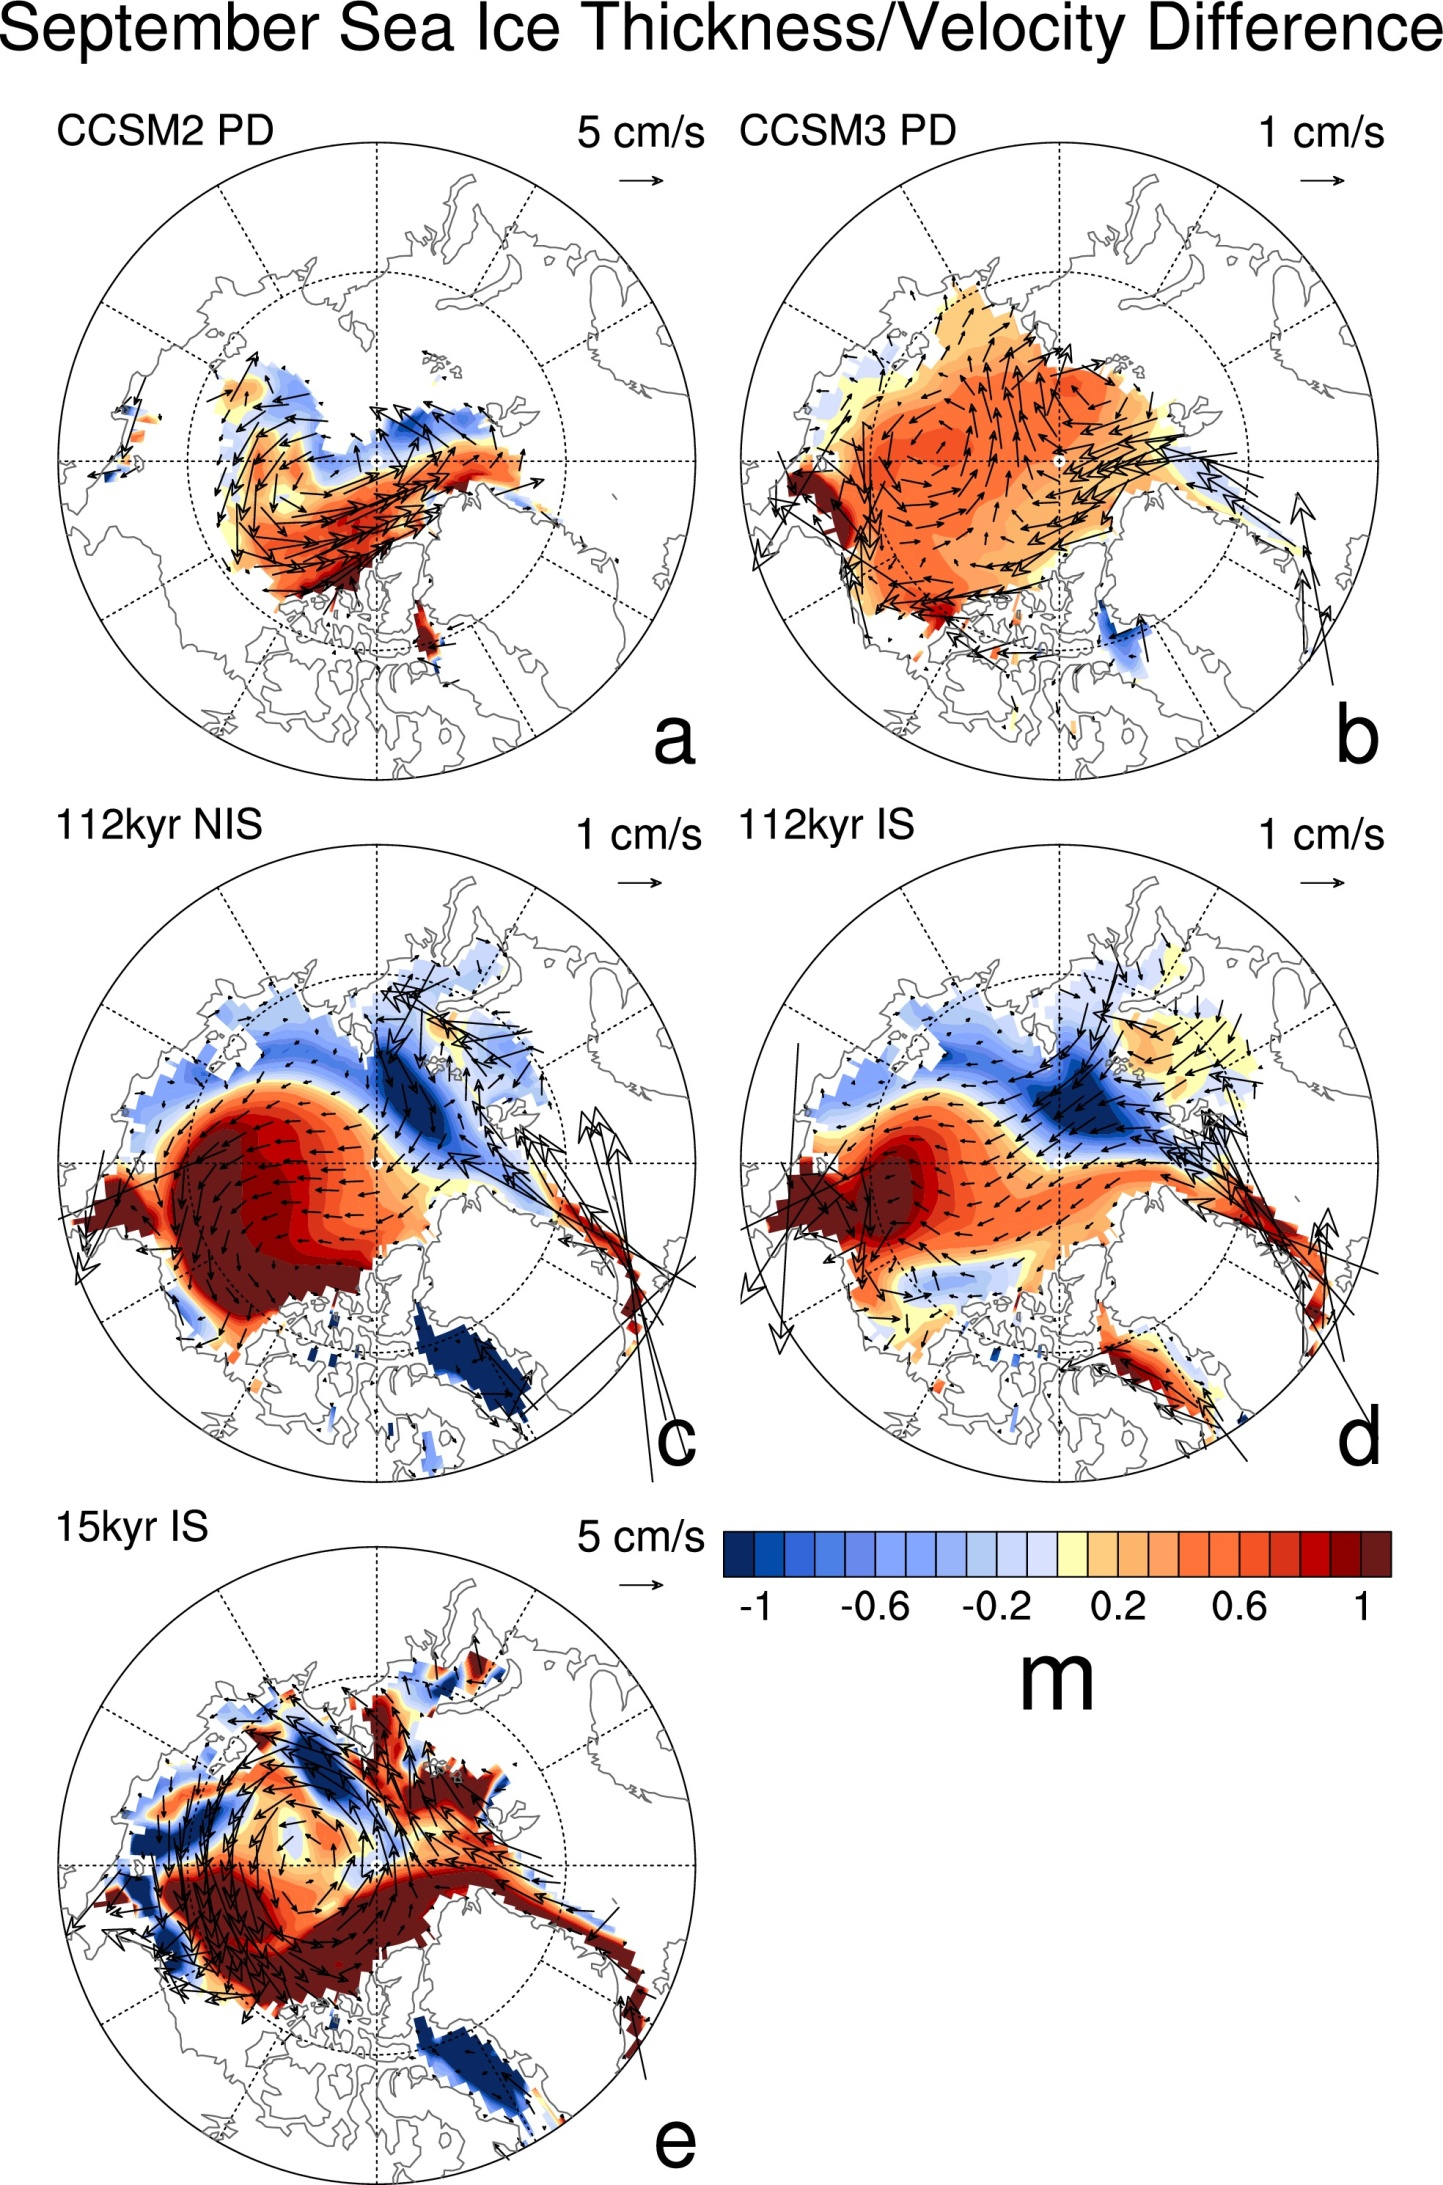 September Sea Ice Thickness/Velocity Difference
CCSM2 PD
5 cm/s
CCSM3 PD
1 cm/s
a
b
112kyr NIS
1 cm/s
112kyr IS
1 cm/s
c
d
15kyr IS
5 cm/s
-1 -0.6 -0.2 0.2 0.6 1
m
e